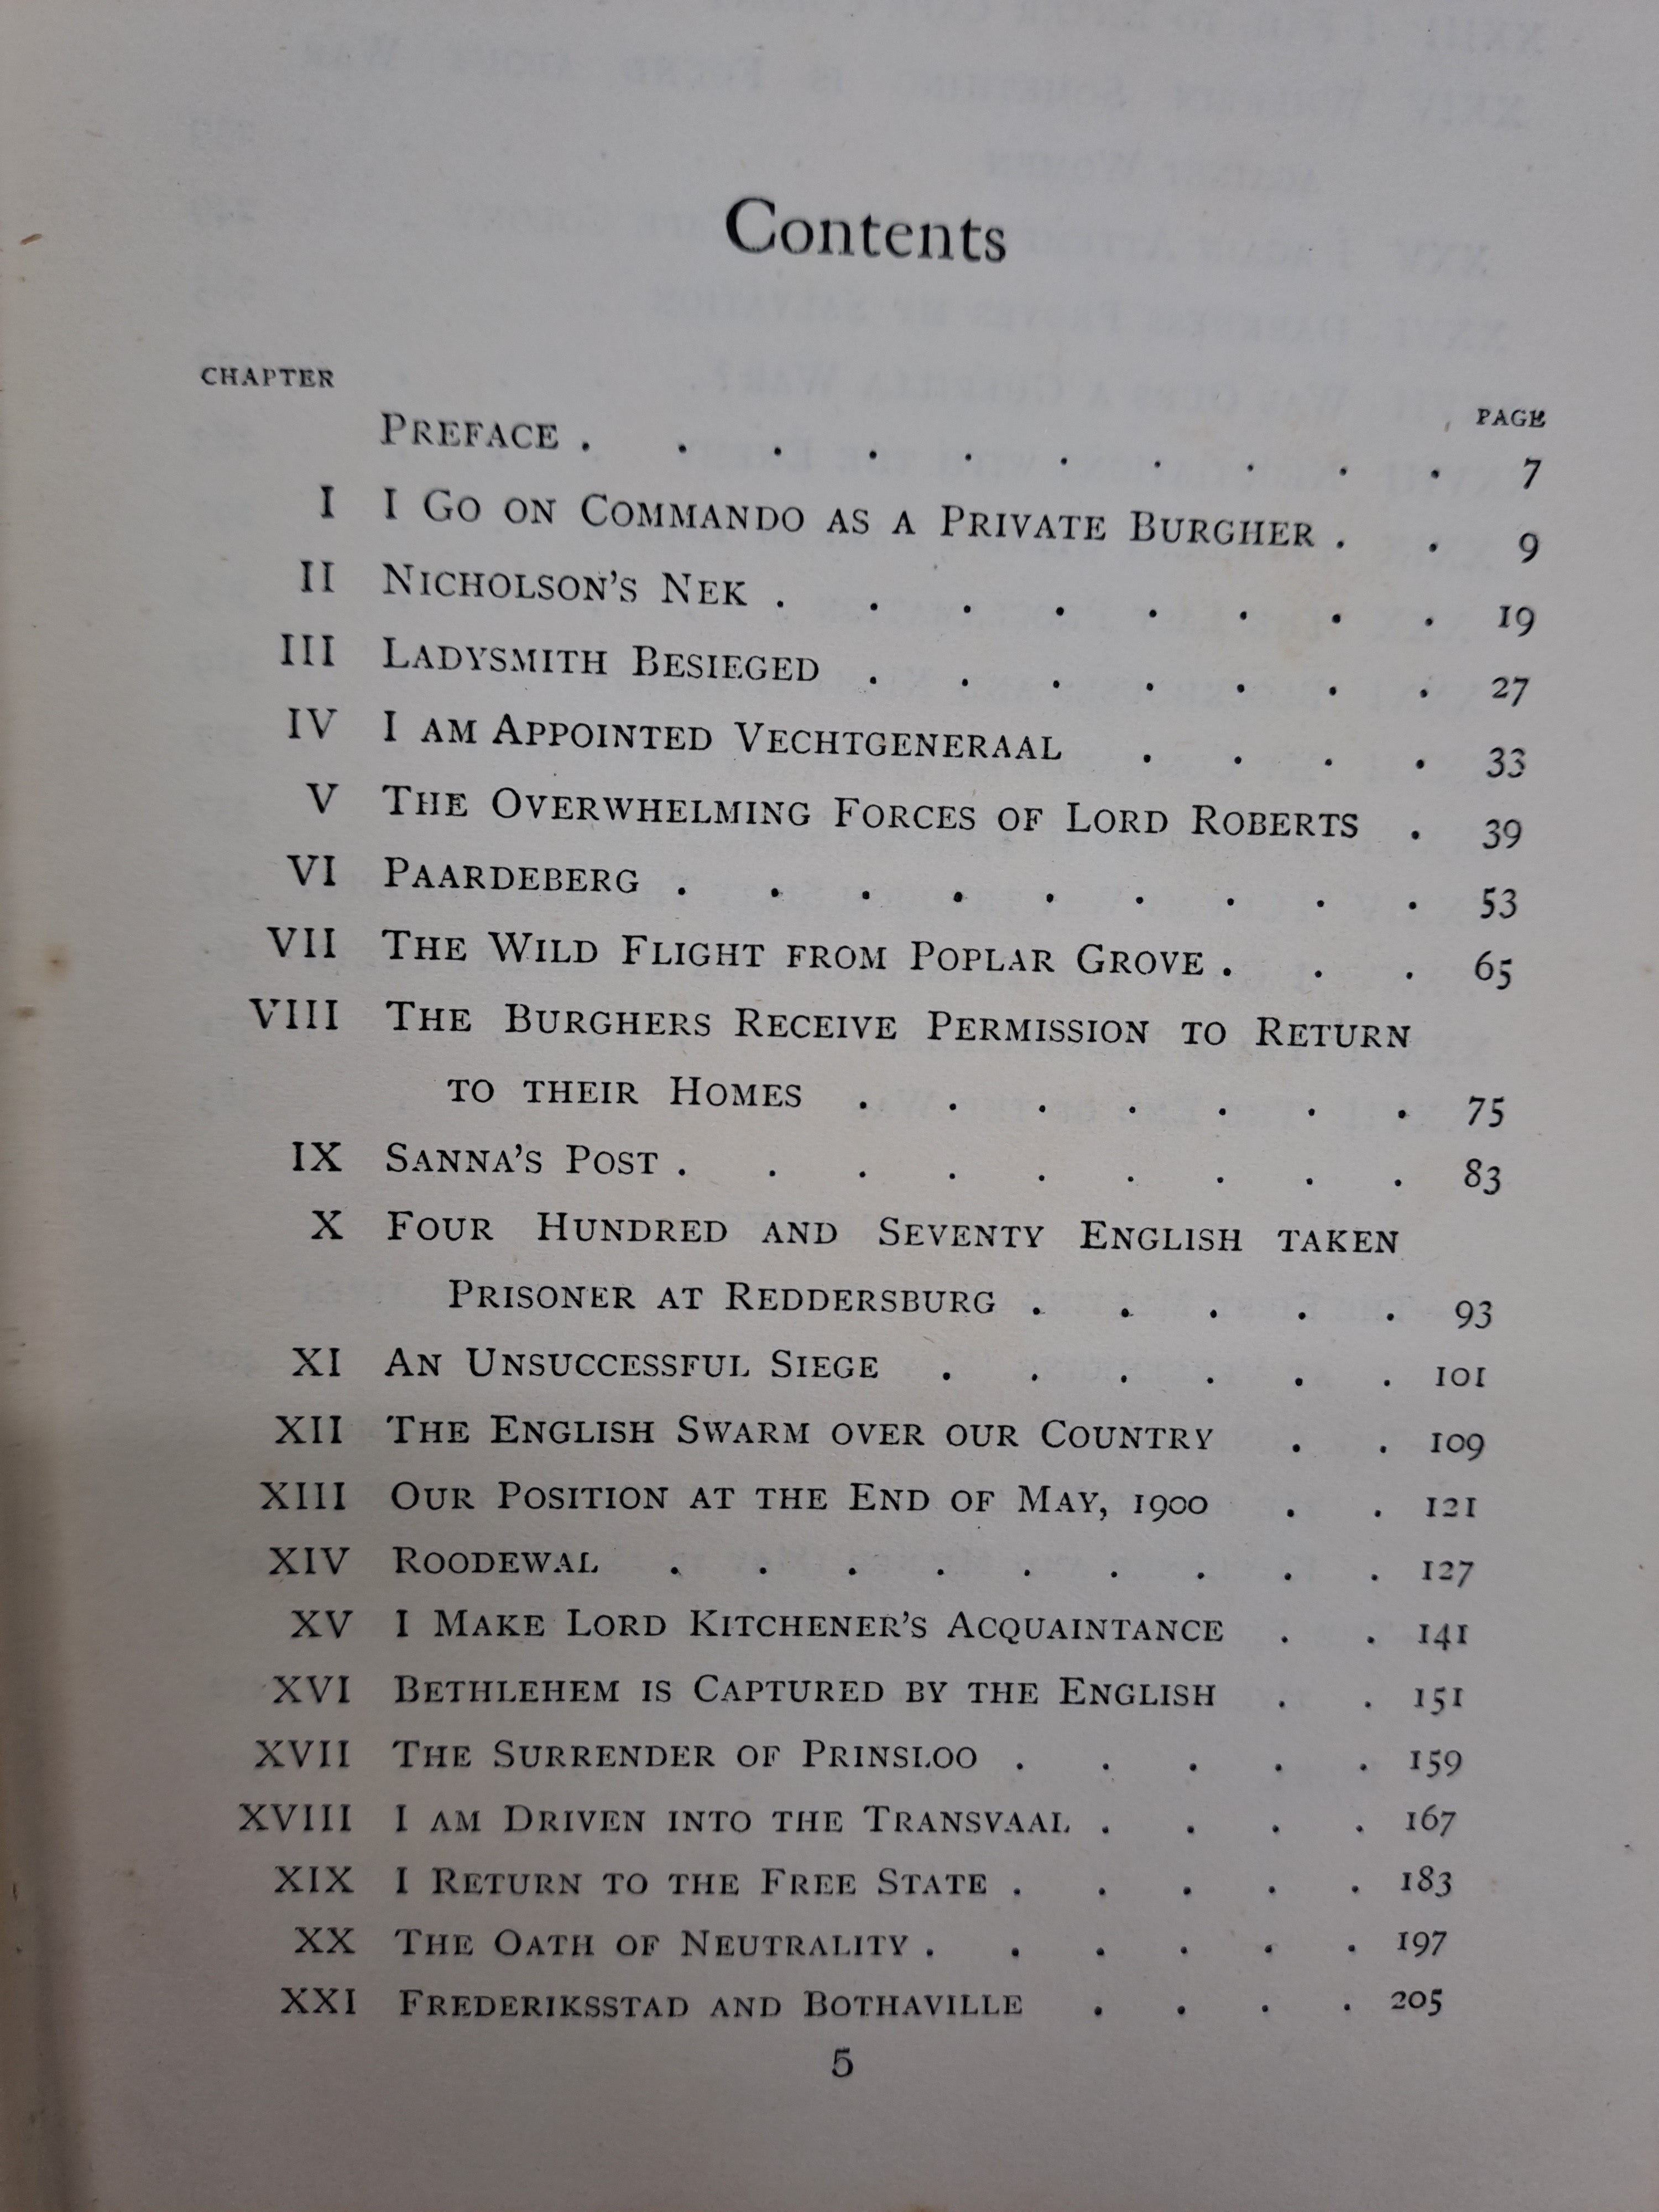 Contents
CHAPTER
PAGE
PREFACE . . . . . . . . . . 7
I I GO ON COMMANDO AS A PRIVATE BURGHER . . 9
II NICHOLSON'S NEK . . . . . . . . 19
III LADYSMITH BESIEGED . . . . . . . 27
IV I AM APPOINTED VECHTGENERAAL . . . . 33
V THE OVERWHELMING FORCES OF LORD ROBERTS . 39
VI PAARDEBERG . . . . . . . . . 53
VII THE WILD FLIGHT FROM POPLAR GROVE . . . 65
VIII THE BURGHERS RECEIVE PERMISSION TO RETURN
TO THEIR HOMES . . . . . . . 75
IX SANNA'S POST . . . . . . . . . 83
X FOUR HUNDRED AND SEVENTY ENGLISH TAKEN
PRISONER AT REDDERSBURG . . . . . 93
XI AN UNSUCCESSFUL SIEGE . . . . . . 101
XII THE ENGLISH SWARM OVER OUR COUNTRY . . 109
XIII OUR POSITION AT THE END OF MAY, 1900 . . 121
XIV ROODEWAL . . . . . . . . . 127
XV I MAKE LORD KITCHENER'S ACQUAINTANCE . . 141
XVI BETHLEHEM IS CAPTURED BY THE ENGLISH . . 151
XVII THE SURRENDER OF PRINSLOO . . . . . 159
XVIII I AM DRIVEN INTO THE TRANSVAAL . . . . 167
XIX I RETURN TO THE FREE STATE . . . . . 183
XX THE OATH OF NEUTRALITY . . . . . . 197
XXI FREDERIKSSTAD AND BOTHAVILLE . . . . 205
5